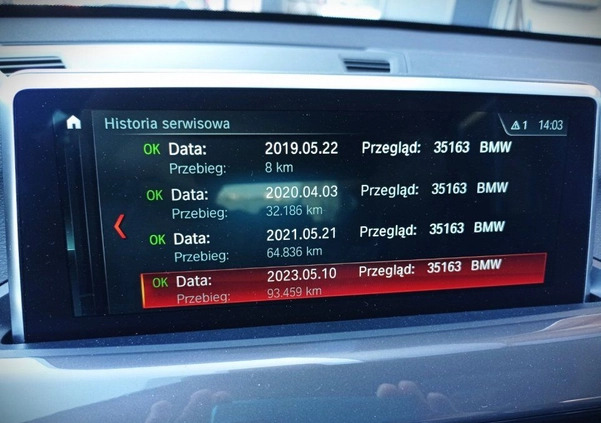 Historia serwisowa
1 14:03
OK Data: 2019.05.22 Przegląd: 35163 BMW
Przebieg: 8 km
OK Data: 2020.04.03 Przegląd: 35163 BMW
Przebieg: 32.186 km
OK Data: 2021.05.21 Przegląd: 35163 BMW
Przebieg: 64.836 km
OK Data: 2023.05.10 Przegląd: 35163 BMW
Przebieg: 93.459 km